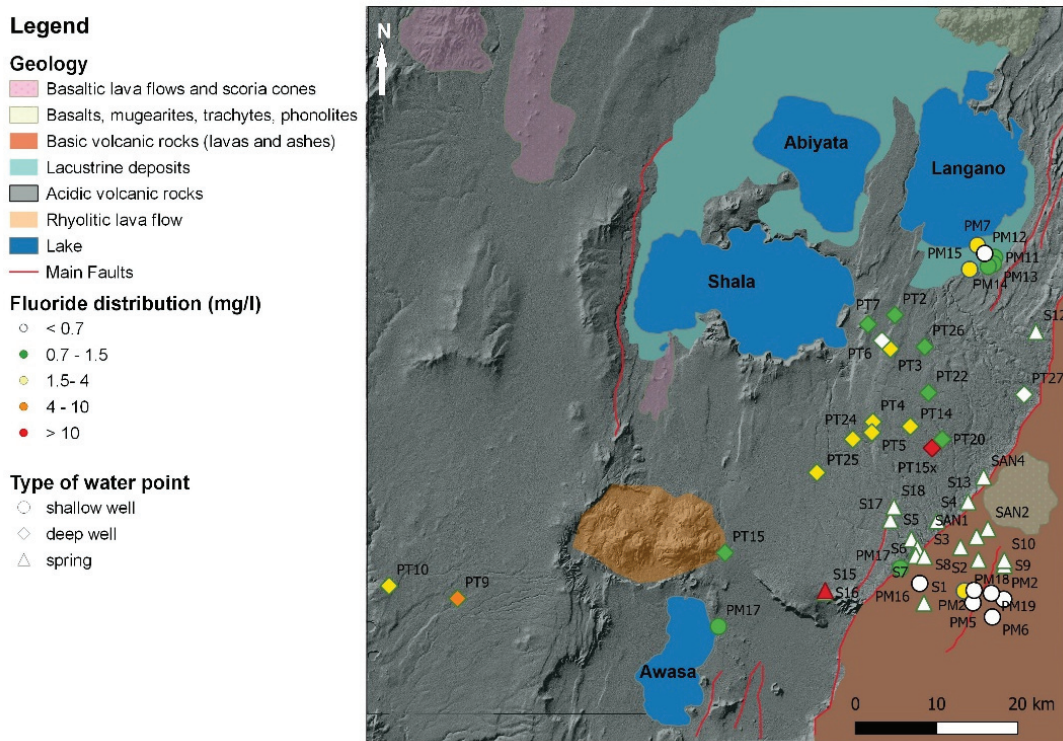 Legend
Geology
Basaltic lava flows and scoria cones
Basalts, mugearites, trachytes, phonolites
Basic volcanic rocks (lavas and ashes)
Lacustrine deposits
Acidic volcanic rocks
Rhyolitic lava flow
Lake
Main Faults
Fluoride distribution (mg/l)
< 0.7
0.7 - 1.5
1.5- 4
4 - 10
> 10
Type of water point
shallow well
deep well
spring
N
Abiyata
Langano
PM7
PM12
PM15
PM11
PM13
PM14
Shala
PT7
PT2
S12
PT26
PT6
PT3
PT22
PT27
PT24
PT4
PT14
PT5
PT20
PT25
PT15x
SAN4
S13
S18
S17
S4
SAN2
S5
SAN1
S3
PT15
PM17
S6
S10
S7
S8
S2
S9
PT10
PT9
S15
S16
S1
PM18
PM2
PM16
PM2
PM19
PM17
PM5
PM6
Awasa
0 10 20 km